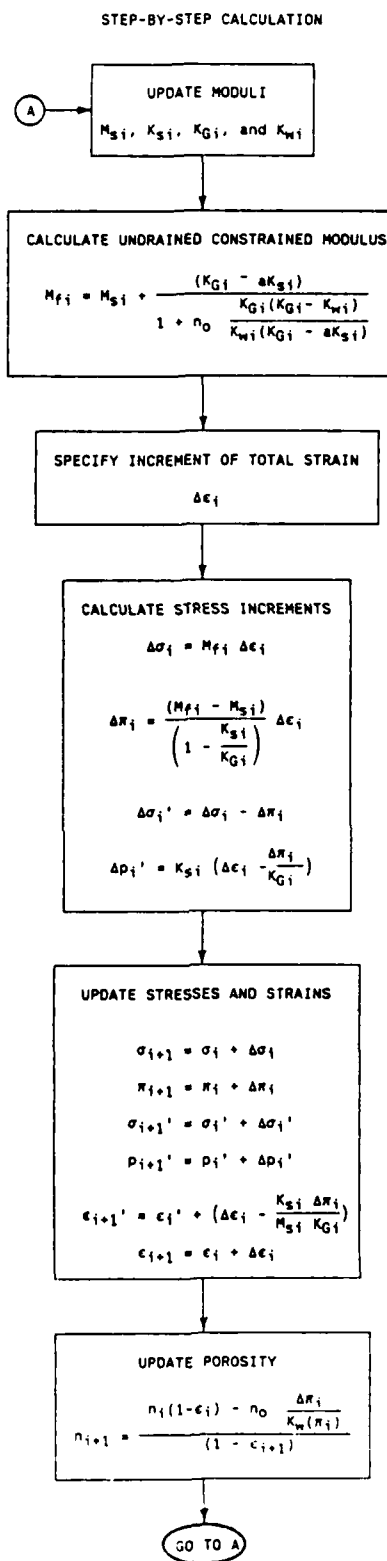 STEP-BY-STEP CALCULATION
A
UPDATE MODULI
M_si, K_si, K_Gi, and K_wi
CALCULATE UNDRAINED CONSTRAINED MODULUS
M_fi = M_si + (K_Gi - aK_si) / (1 + n_o K_Gi(K_Gi - K_wi) / K_wi(K_Gi - aK_si))
SPECIFY INCREMENT OF TOTAL STRAIN
Δε_i
CALCULATE STRESS INCREMENTS
Δσ_i = M_fi Δε_i
Δπ_i = (M_fi - M_si) / (1 - K_si / K_Gi) Δε_i
Δσ_i' = Δσ_i - Δπ_i
Δp_i' = K_si (Δε_i - Δπ_i / K_Gi)
UPDATE STRESSES AND STRAINS
σ_i+1 = σ_i + Δσ_i
π_i+1 = π_i + Δπ_i
σ_i+1' = σ_i' + Δσ_i'
p_i+1' = p_i' + Δp_i'
ε_i+1' = ε_i' + (Δε_i - K_si Δπ_i / M_si K_Gi)
ε_i+1 = ε_i + Δε_i
UPDATE POROSITY
n_i+1 = (n_i(1-ε_i) - n_o Δπ_i / K_w(π_i)) / (1 - ε_i+1)
GO TO A